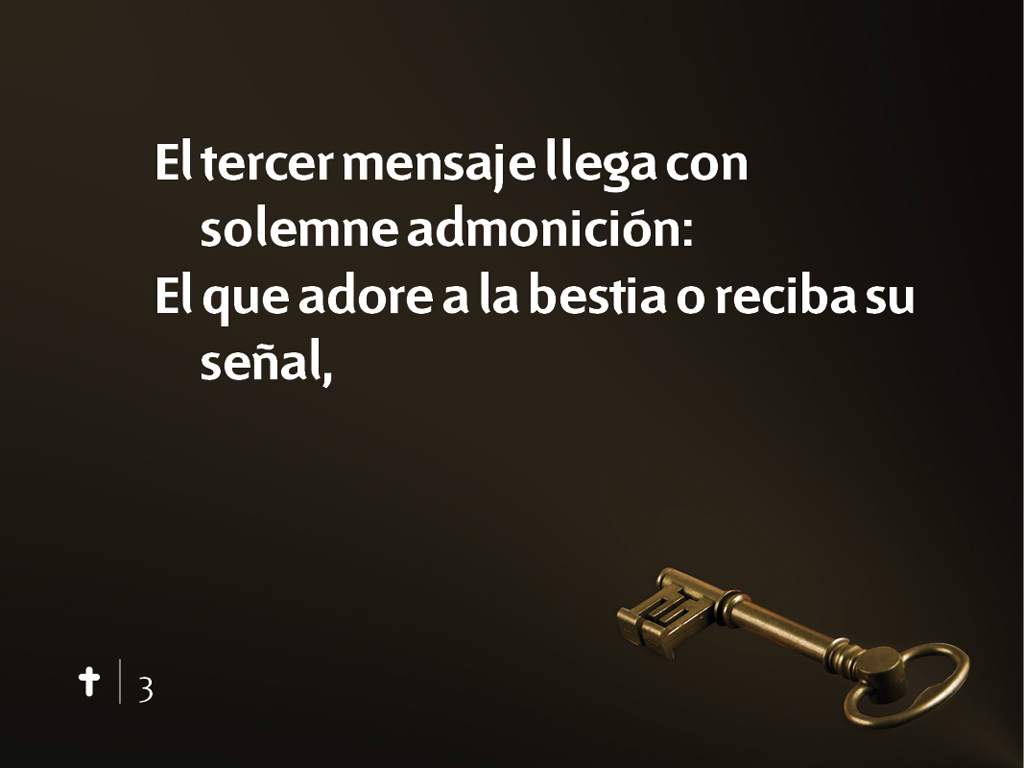 El tercer mensaje llega con
solemne admonición:
El que adore a la bestia o reciba su
señal,
3